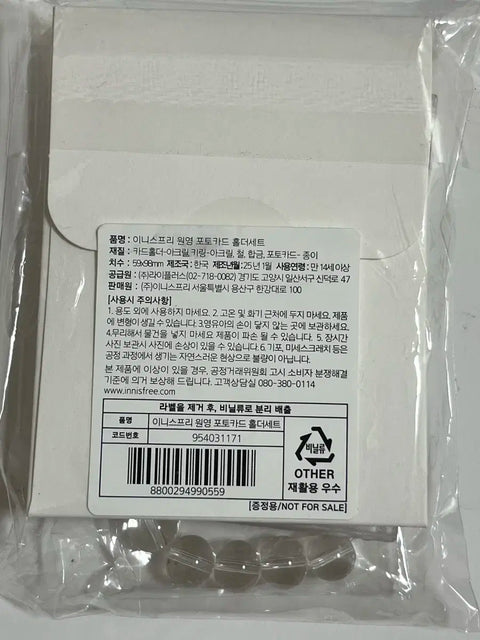 품명 : 이니스프리 원영 포토카드 홀더세트
재질 : 카드홀더-아크릴, 키링-아크릴, 철, 합금, 포토카드- 종이
치수 : 59x98mm 제조국 : 한국 제조년월:25년 1월 사용연령 : 만 14세 이상
공급원 : (주)라이플러스(02-718-0082) 경기도 고양시 일산서구 신덕로 47
판매원 : (주)이니스프리 서울특별시 용산구 한강대로 100
[사용시 주의사항]
1. 용도 외에 사용하지 마세요. 2. 고온 및 화기 근처에 두지 마세요. 제품
에 변형이 생길 수 있습니다. 3.영유아의 손이 닿지 않는 곳에 보관하세요.
4.무리해서 물건을 넣지 마세요 제품이 파손 될 수 있습니다. 5. 장시간
사진 보관시 사진에 손상이 있을 수 있습니다. 6. 기포, 미세스크레치 등은
공정 과정에서 생기는 자연스러운 현상으로 불량이 아닙니다.
본 제품에 이상이 있을 경우, 공정거래위원회 고시 소비자 분쟁해결
기준에 의거 보상해 드립니다. 고객상담실 080-380-0114
www.innisfree.com
라벨을 제거 후, 비닐류로 분리 배출
품명 이니스프리 원영 포토카드 홀더세트
코드번호 954031171
8800294990559
비닐류
OTHER
재활용 우수
[증정용/NOT FOR SALE]